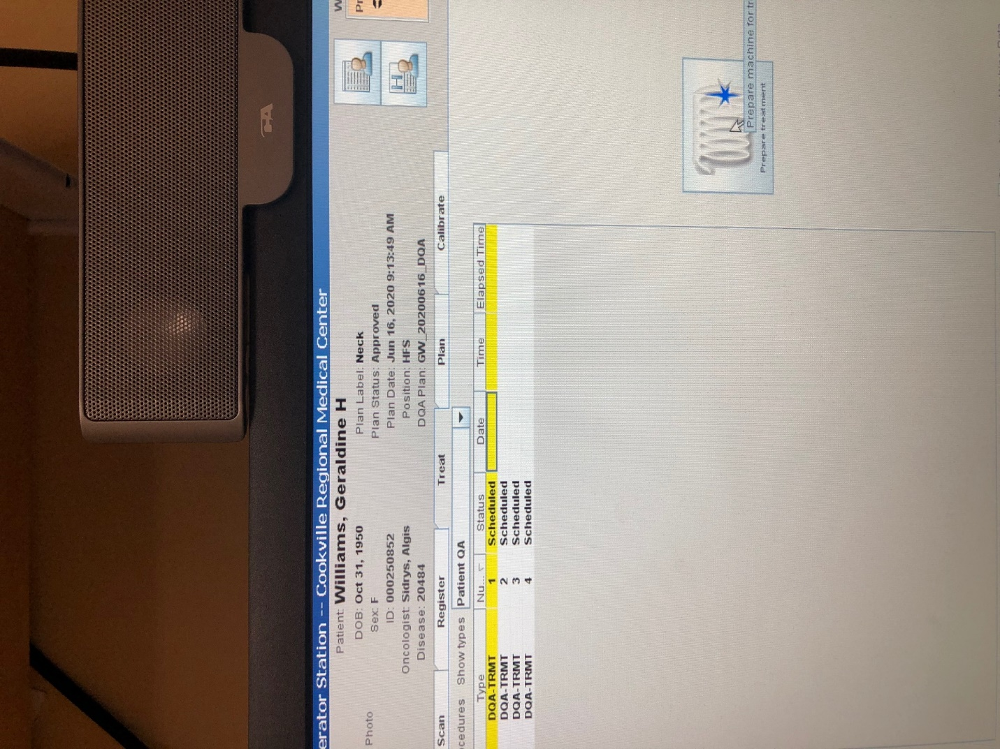 erator Station -- Cookville Regional Medical Center
Patient: Williams, Geraldine H
Photo
DOB: Oct 31, 1950
Sex: F
ID: 000250852
Oncologist: Sidrys, Algis
Disease: 20484
Plan Label: Neck
Plan Status: Approved
Plan Date: Jun 16, 2020 9:13:49 AM
Position: HFS
DQA Plan: GW_20200616_DQA
Scan Register Treat Plan Calibrate
cedures Show types Patient QA
Type Nu... Status Date Time Elapsed Time
DQA-TRMT 1 Scheduled
DQA-TRMT 2 Scheduled
DQA-TRMT 3 Scheduled
DQA-TRMT 4 Scheduled
Prepare machine for tr
Prepare treatment